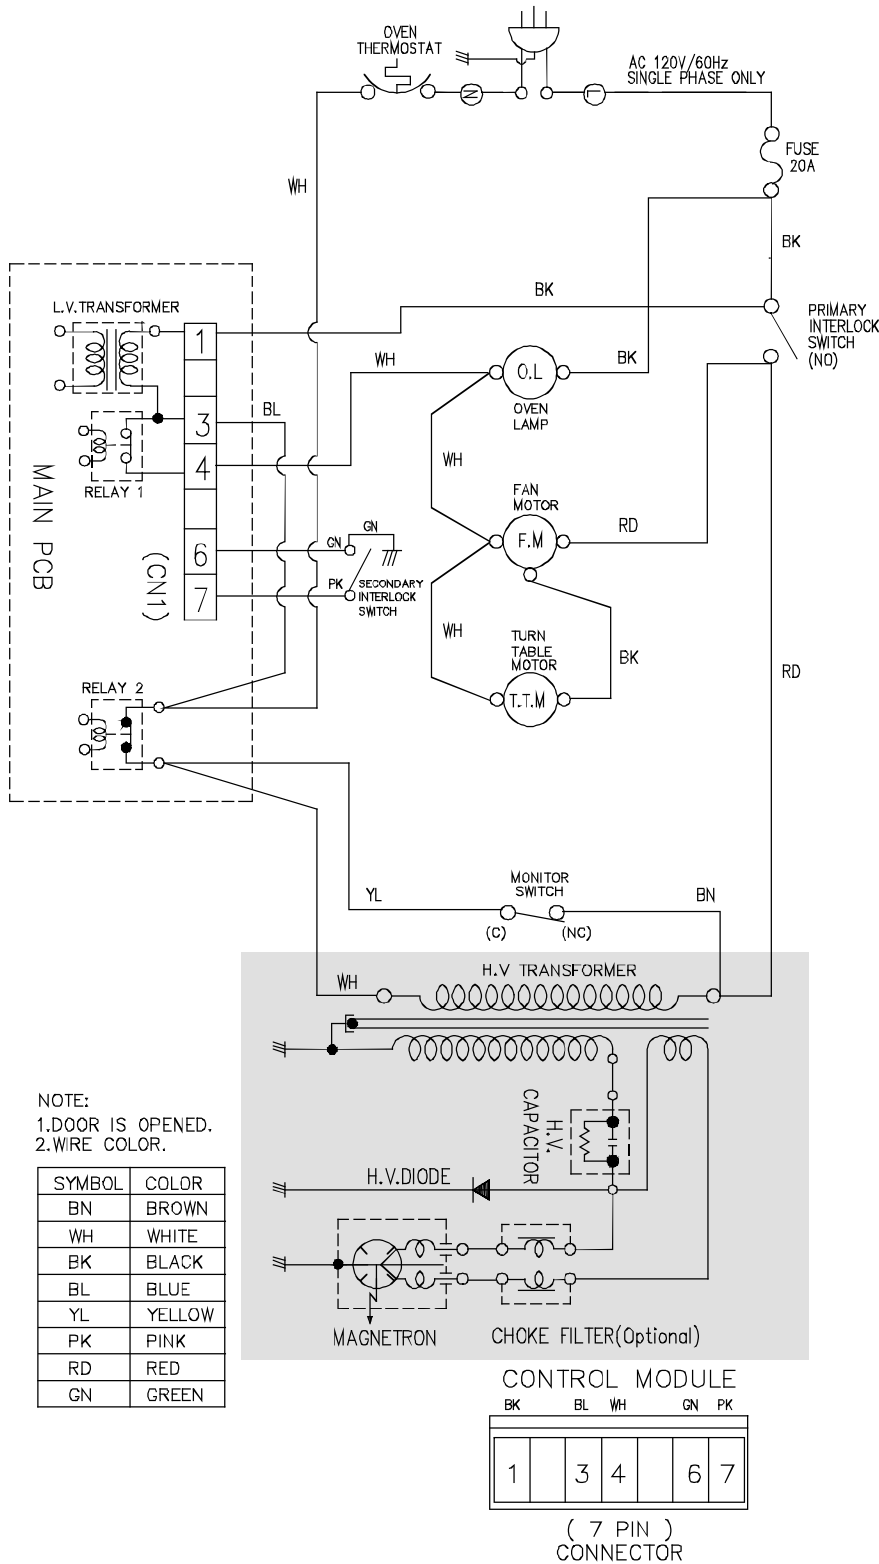 OVEN
THERMOSTAT
N
L
AC 120V/60Hz
SINGLE PHASE ONLY
FUSE
20A
WH
BK
L.V.TRANSFORMER
BK
PRIMARY
INTERLOCK
SWITCH
(NO)
1
WH
O.L
BK
OVEN
LAMP
BL
3
4
WH
RELAY 1
MAIN PCB
(CN1)
FAN
MOTOR
F.M
RD
GN
GN
6
PK
7
SECONDARY
INTERLOCK
SWITCH
WH
TURN
TABLE
MOTOR
T.T.M
BK
RD
RELAY 2
YL
MONITOR
SWITCH
BN
(C)
(NC)
WH
H.V TRANSFORMER
H.V.
CAPACITOR
H.V.DIODE
MAGNETRON
CHOKE FILTER(Optional)
NOTE:
1.DOOR IS OPENED.
2.WIRE COLOR.
SYMBOL COLOR
BN BROWN
WH WHITE
BK BLACK
BL BLUE
YL YELLOW
PK PINK
RD RED
GN GREEN
CONTROL MODULE
BK BL WH GN PK
1 3 4 6 7
( 7 PIN )
CONNECTOR